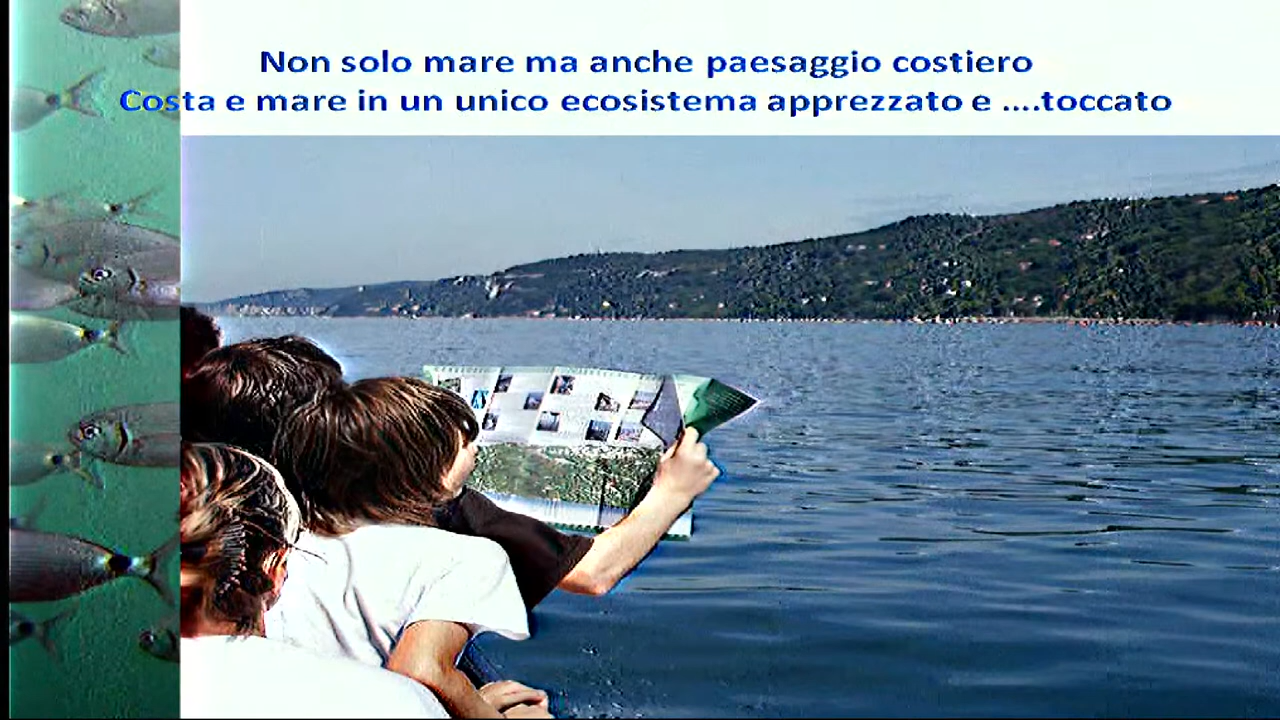 Non solo mare ma anche paesaggio costiero
Costa e mare in un unico ecosistema apprezzato e ....toccato